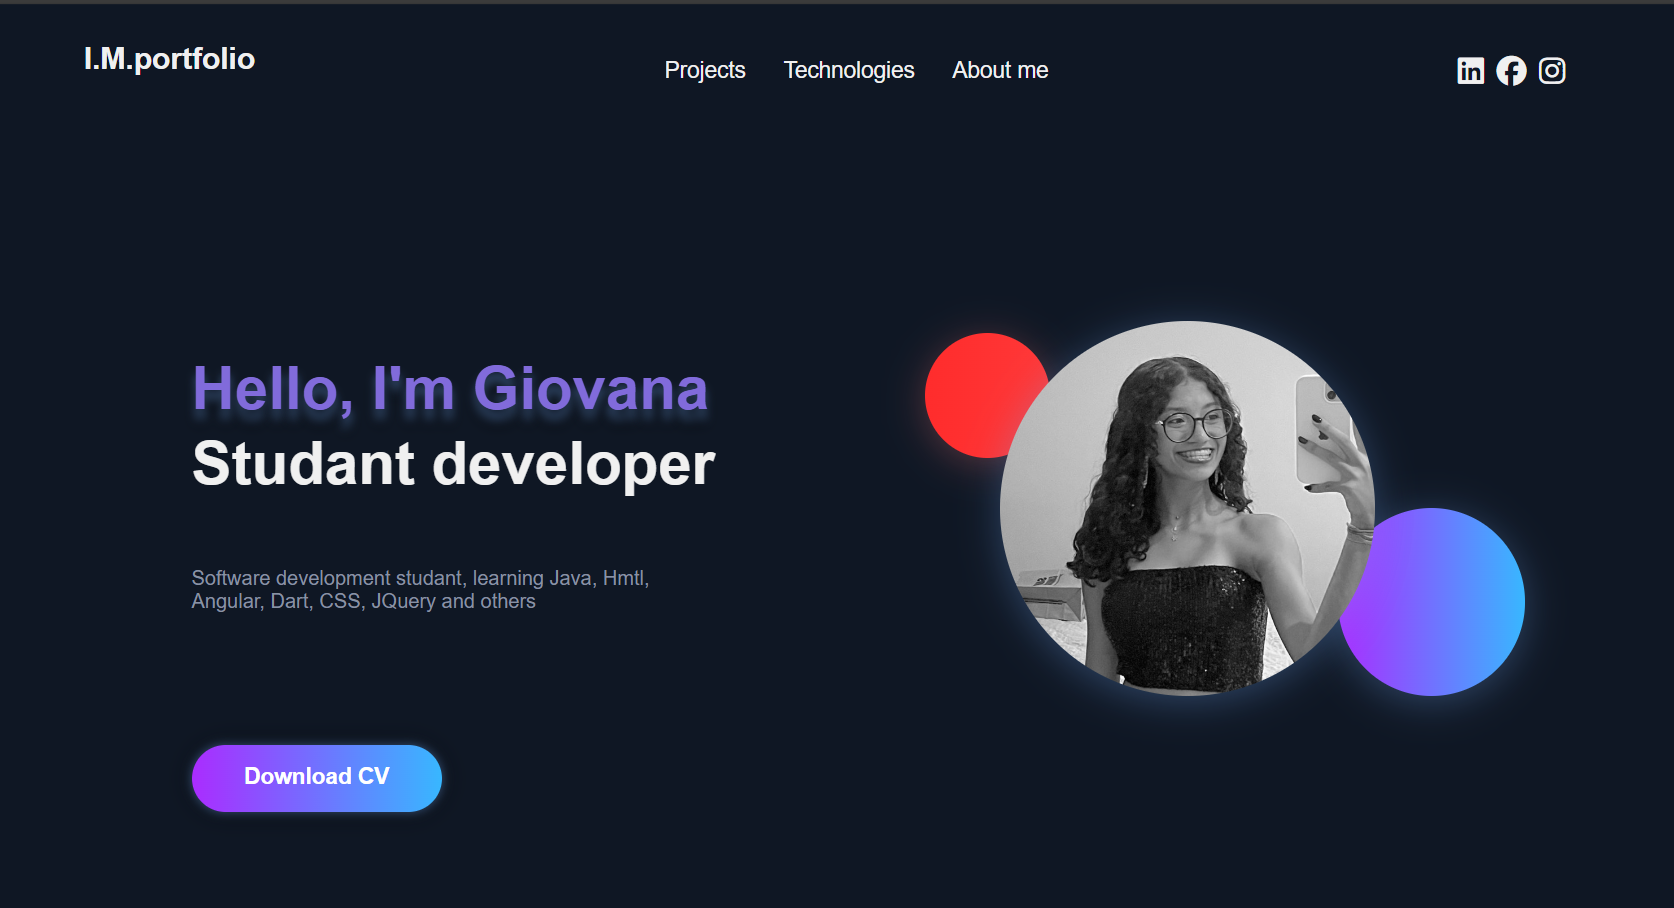 I.M.portfolio
Projects Technologies About me
Hello, I'm Giovana
Studant developer
Software development studant, learning Java, Hmtl,
Angular, Dart, CSS, JQuery and others
Download CV